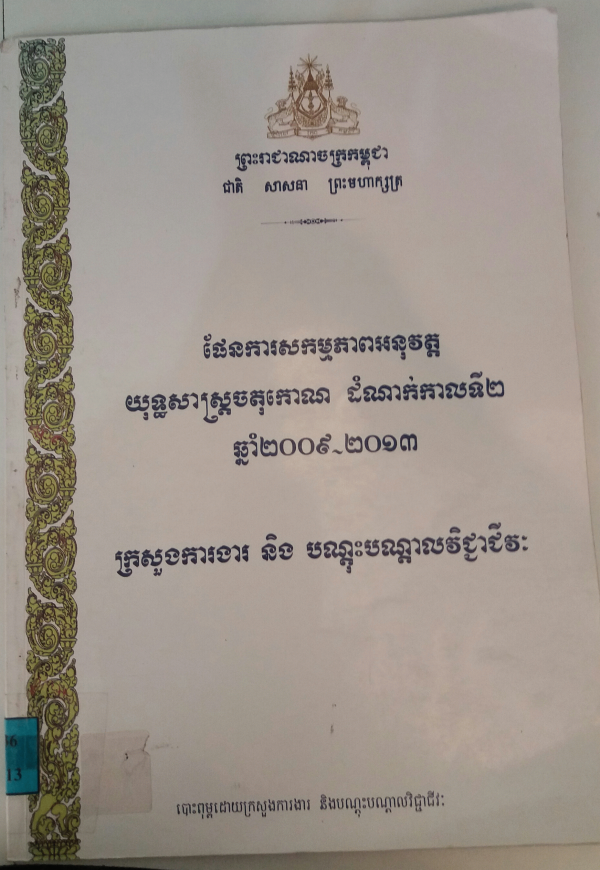 ព្រះរាជាណាចក្រកម្ពុជា
ជាតិ សាសនា ព្រះមហាក្សត្រ
ផែនការសកម្មភាពអនុវត្ត
យុទ្ធសាស្ត្រចតុកោណ ដំណាក់កាលទី២
ឆ្នាំ២០០៩-២០១៣
ក្រសួងការងារ និង បណ្តុះបណ្តាលវិជ្ជាជីវៈ
13
បោះពុម្ពដោយក្រសួងការងារ និងបណ្តុះបណ្តាលវិជ្ជាជីវៈ